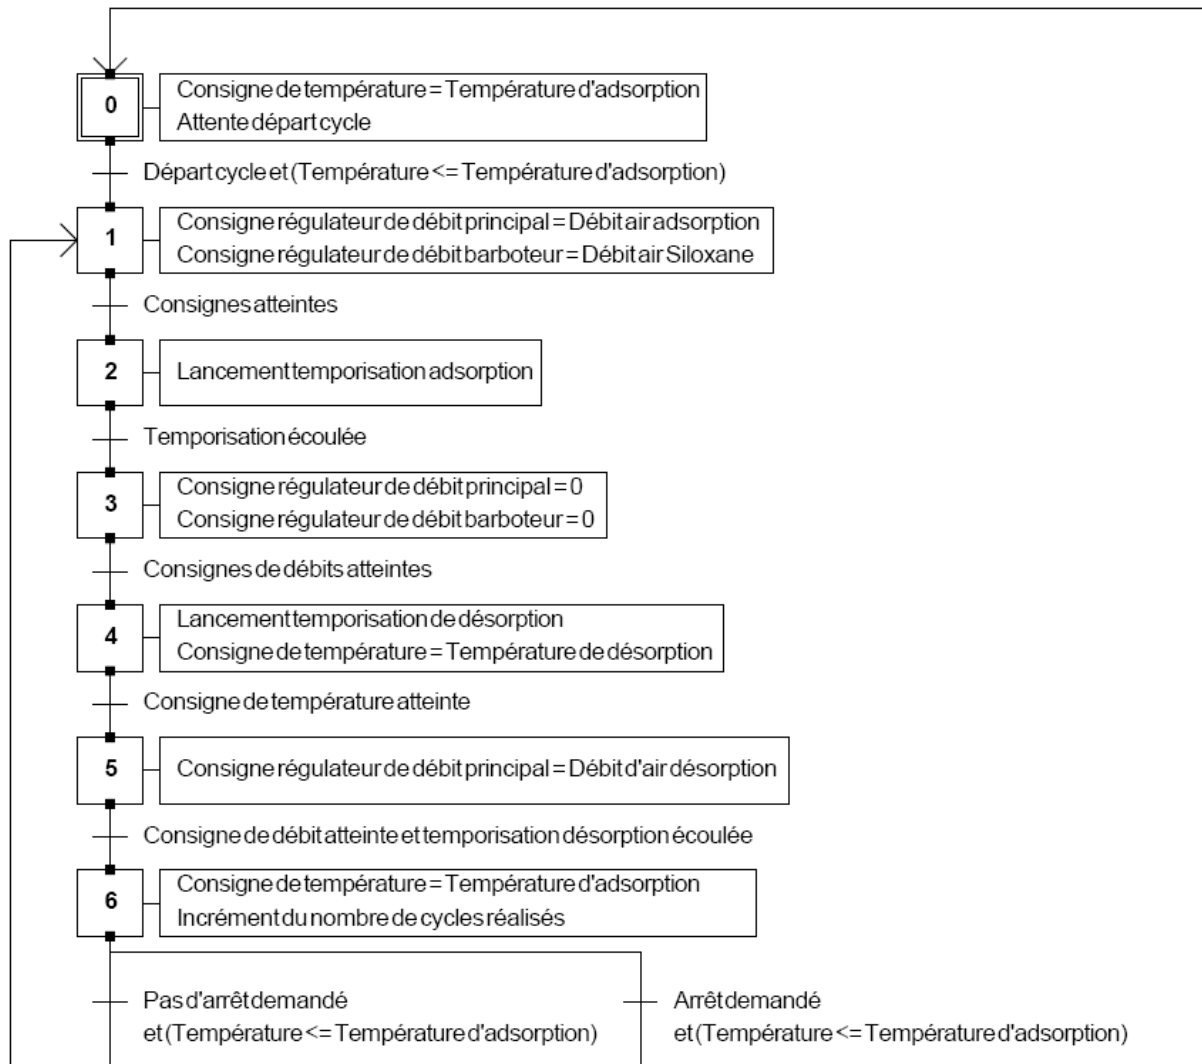 0
Consigne de température = Température d'adsorption
Attente départ cycle
Départ cycle et (Température <= Température d'adsorption)
1
Consigne régulateur de débit principal = Débit air adsorption
Consigne régulateur de débit barboteur = Débit air Siloxane
Consignes atteintes
2
Lancement temporisation adsorption
Temporisation écoulée
3
Consigne régulateur de débit principal = 0
Consigne régulateur de débit barboteur = 0
Consignes de débits atteintes
4
Lancement temporisation de désorption
Consigne de température = Température de désorption
Consigne de température atteinte
5
Consigne régulateur de débit principal = Débit d'air désorption
Consigne de débit atteinte et temporisation désorption écoulée
6
Consigne de température = Température d'adsorption
Incrément du nombre de cycles réalisés
Pas d'arrêt demandé
et (Température <= Température d'adsorption)
Arrêt demandé
et (Température <= Température d'adsorption)